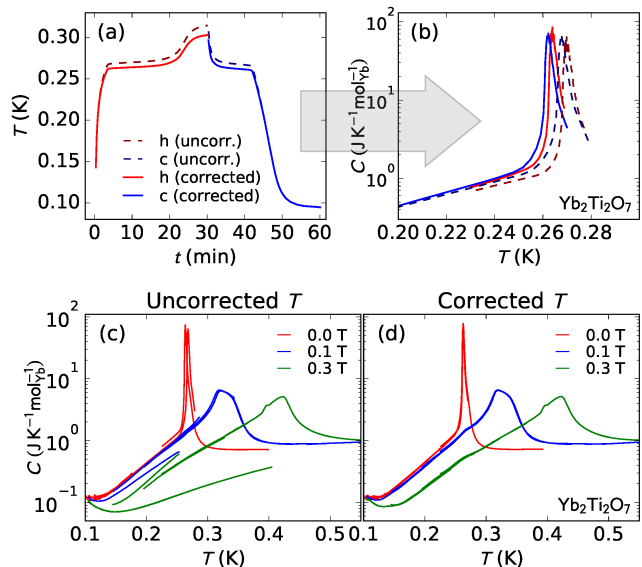 (a)
T (K)
0.30
0.25
0.20
0.15
0.10
h (uncorr.)
c (uncorr.)
h (corrected)
c (corrected)
0 10 20 30 40 50 60
t (min)
(b)
C (J K⁻¹mol⁻¹Yb)
10²
10¹
10⁰
Yb₂Ti₂O₇
0.20 0.22 0.24 0.26 0.28
T (K)
Uncorrected T
(c)
C (J K⁻¹mol⁻¹Yb)
10²
10¹
10⁰
10⁻¹
0.0 T
0.1 T
0.3 T
0.1 0.2 0.3 0.4 0.5
T (K)
Corrected T
(d)
0.0 T
0.1 T
0.3 T
Yb₂Ti₂O₇
0.1 0.2 0.3 0.4 0.5
T (K)